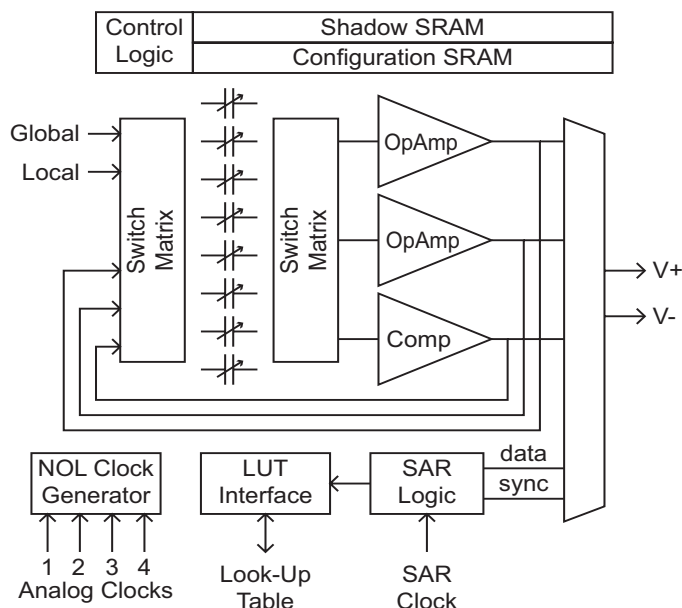 Control
Logic
Shadow SRAM
Configuration SRAM
Global
Local
Switch
Matrix
Switch
Matrix
OpAmp
OpAmp
Comp
V+
V-
NOL Clock
Generator
LUT
Interface
SAR
Logic
data
sync
1 2 3 4
Analog Clocks
Look-Up
Table
SAR
Clock